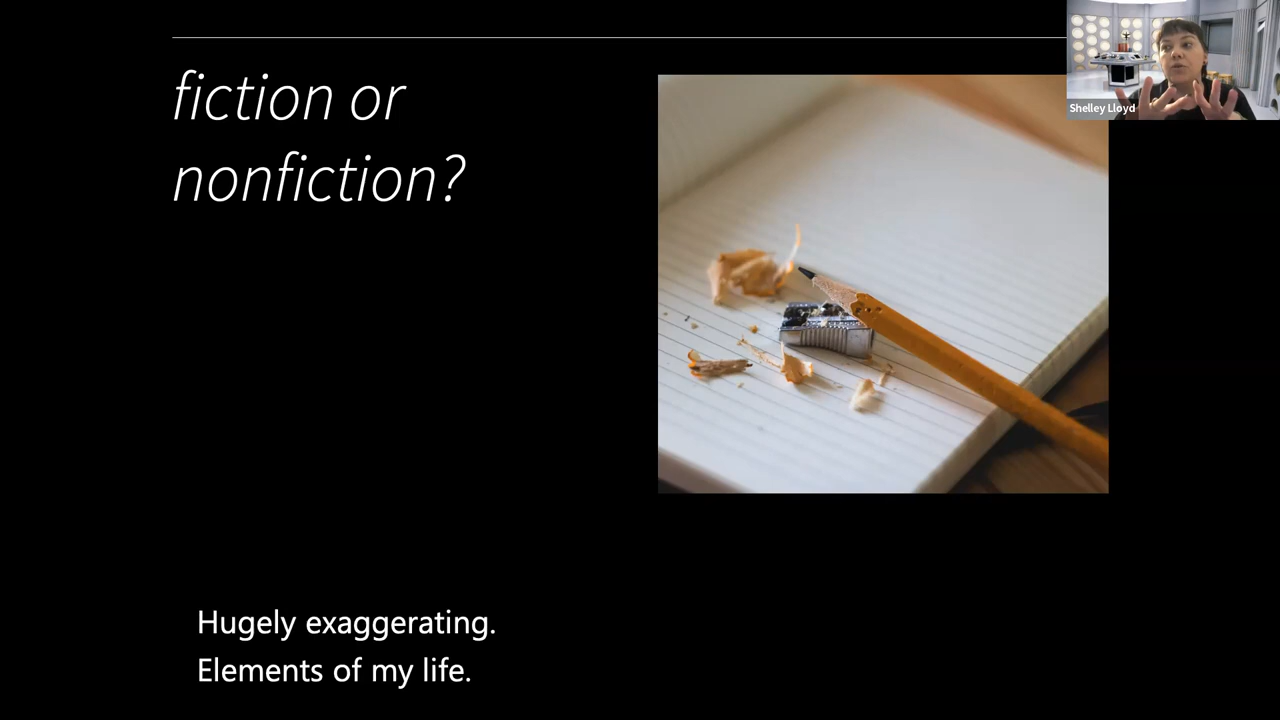 fiction or
nonfiction?
Shelley Lloyd
Hugely exaggerating.
Elements of my life.